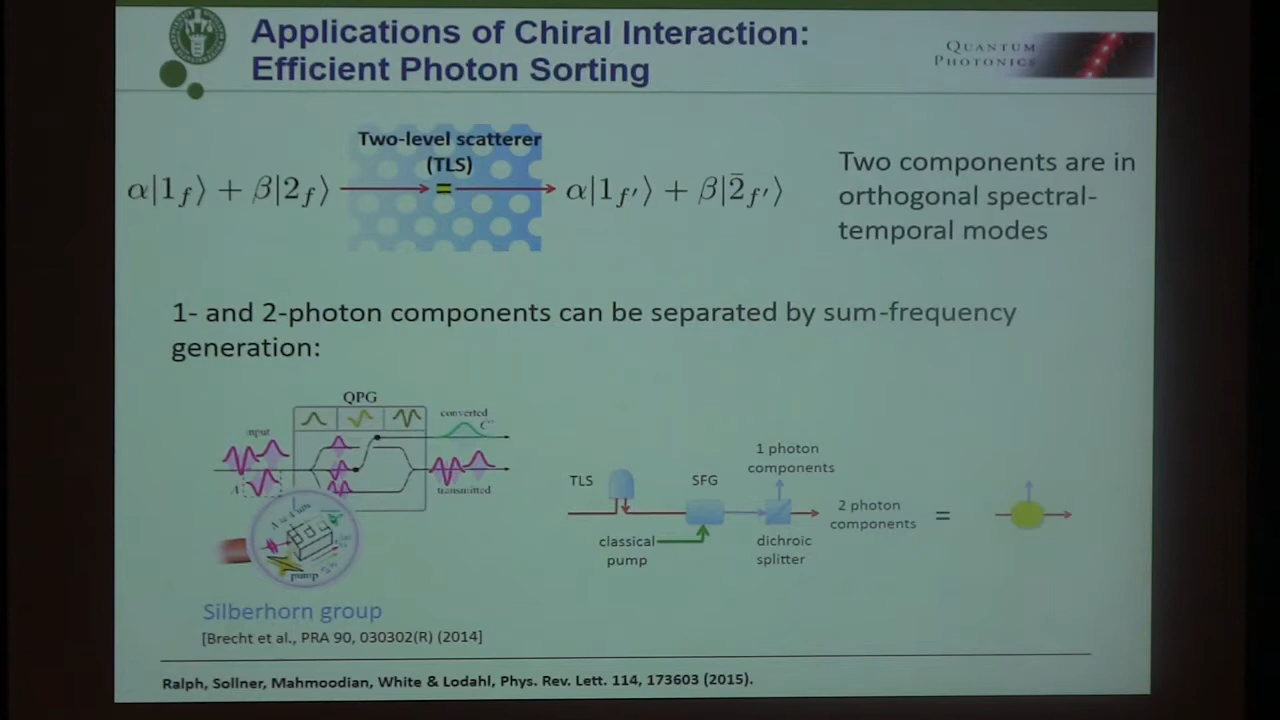 Applications of Chiral Interaction:
Efficient Photon Sorting
QUANTUM
PHOTONICS
Two-level scatterer
(TLS)
α|1f⟩ + β|2f⟩
=
α|1f′⟩ + β|2̄f′⟩
Two components are in
orthogonal spectral-
temporal modes
1- and 2-photon components can be separated by sum-frequency
generation:
QPG
input
converted
C
A
transmitted
pump
TLS
SFG
1 photon
components
2 photon
components
=
classical
pump
dichroic
splitter
Silberhorn group
[Brecht et al., PRA 90, 030302(R) (2014]
Ralph, Sollner, Mahmoodian, White & Lodahl, Phys. Rev. Lett. 114, 173603 (2015).